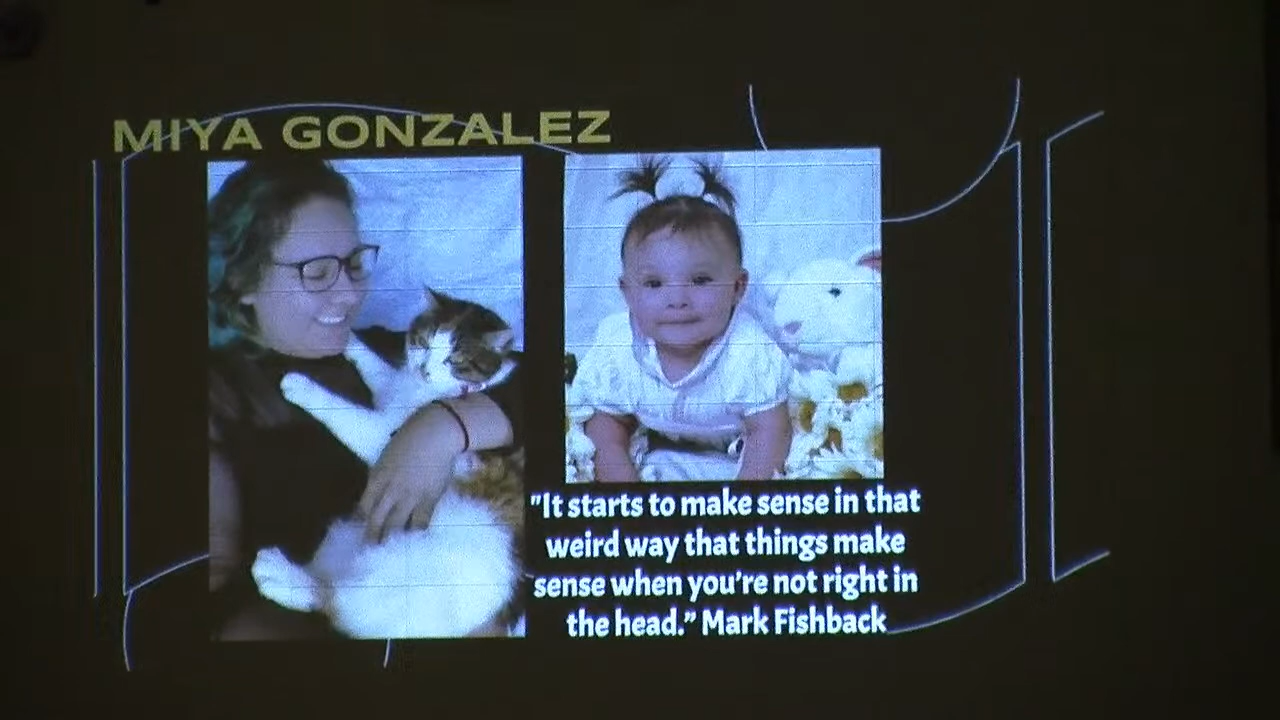 MIYA GONZALEZ
"It starts to make sense in that
weird way that things make
sense when you’re not right in
the head.” Mark Fishback